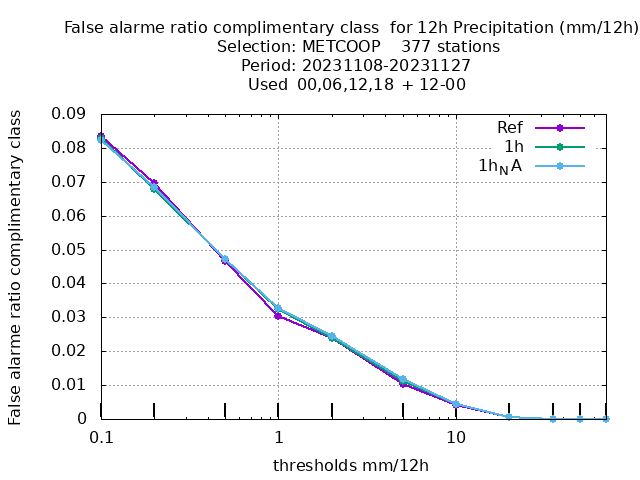 False alarme ratio complimentary class  for 12h Precipitation (mm/12h)
Selection: METCOOP    377 stations
Period: 20231108-20231127
Used  00,06,12,18  + 12-00
Ref
1h
1h_NA
False alarme ratio complimentary class
0.09
0.08
0.07
0.06
0.05
0.04
0.03
0.02
0.01
0
0.1
1
10
thresholds mm/12h